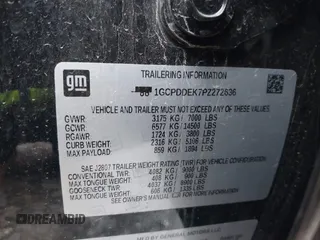 gm
TRAILERING INFORMATION
1GCPDDEK7PZ272836
VEHICLE AND TRAILER MUST NOT EXCEED ANY WEIGHT RATINGS
GVWR: 3175 KG / 7000 LBS
GCWR: 6577 KG / 14500 LBS
RGAWR: 1724 KG / 3800 LBS
CURB WEIGHT: 2316 KG / 5106 LBS
MAX PAYLOAD: 859 KG / 1894 LBS
SAE J2807 TRAILER WEIGHT RATING (TWR) FOR VEHICLE CONFIGURATION
CONVENTIONAL TWR: 4082 KG / 9000 LBS
MAX TONGUE WEIGHT: 408 KG / 900 LBS
GOOSENECK TWR: 4037 KG / 8900 LBS
MAX TONGUE WEIGHT: 606 KG / 1335 LBS
SEE OWNER'S MANUAL
DREAMBID